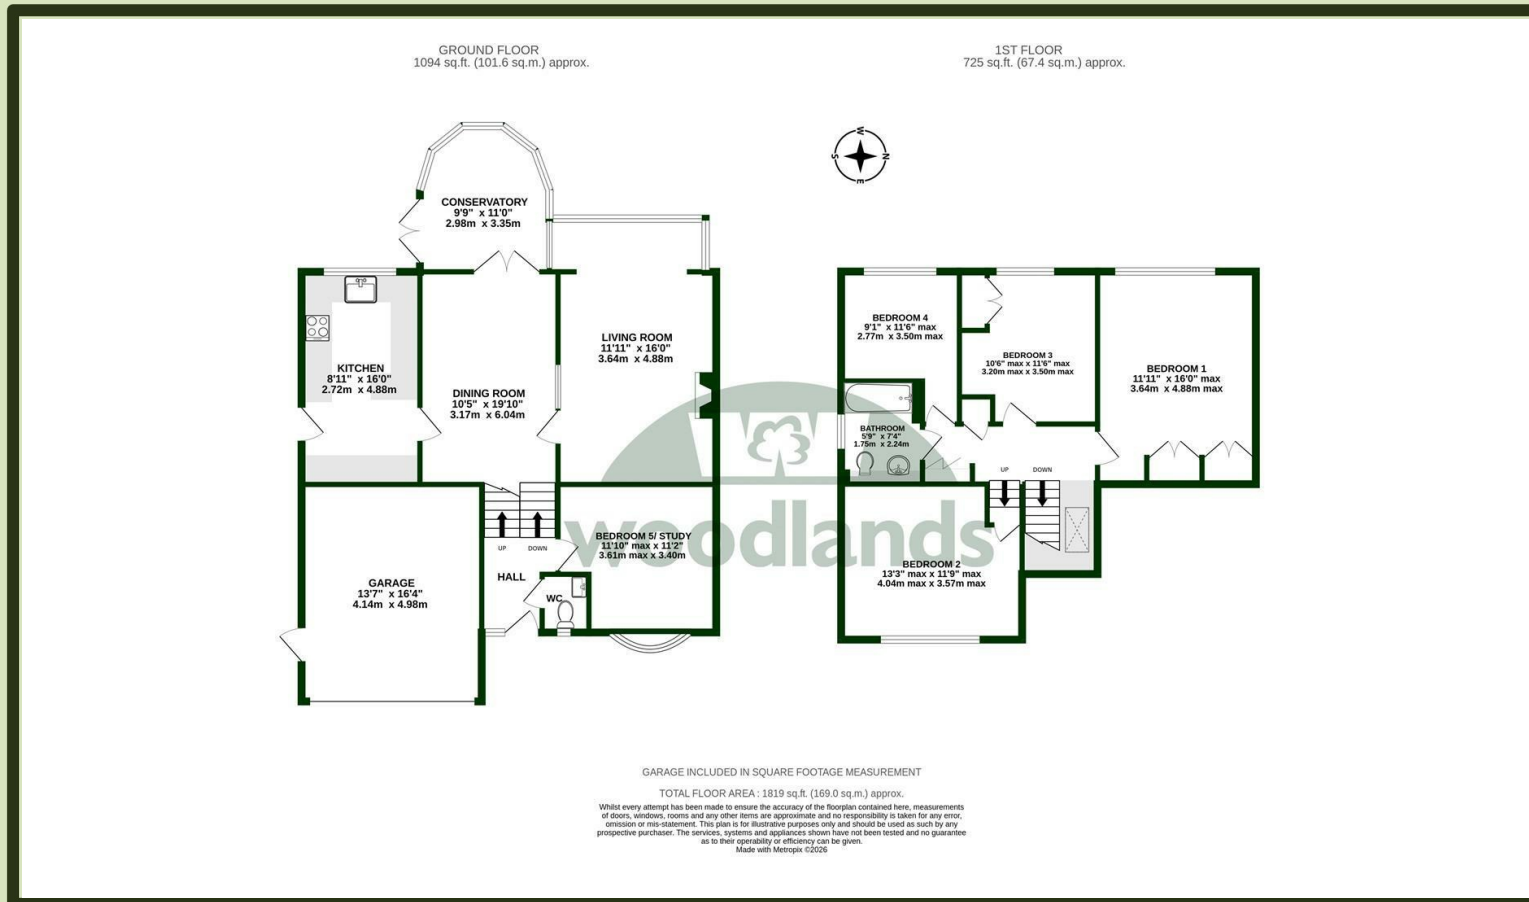 GROUND FLOOR
1094 sq.ft. (101.6 sq.m.) approx.
1ST FLOOR
725 sq.ft. (67.4 sq.m.) approx.
W
S
N
E
CONSERVATORY
9'9" x 11'0"
2.98m x 3.35m
KITCHEN
8'11" x 16'0"
2.72m x 4.88m
DINING ROOM
10'5" x 19'10"
3.17m x 6.04m
LIVING ROOM
11'11" x 16'0"
3.64m x 4.88m
GARAGE
13'7" x 16'4"
4.14m x 4.98m
UP
DOWN
HALL
WC
BEDROOM 5/ STUDY
11'10" max x 11'2"
3.61m max x 3.40m
BEDROOM 4
9'1" x 11'6" max
2.77m x 3.50m max
BEDROOM 3
10'6" max x 11'6" max
3.20m max x 3.50m max
BEDROOM 1
11'11" x 16'0" max
3.64m x 4.88m max
BATHROOM
5'9" x 7'4"
1.75m x 2.24m
UP
DOWN
BEDROOM 2
13'3" max x 11'9" max
4.04m max x 3.57m max
woodlands
GARAGE INCLUDED IN SQUARE FOOTAGE MEASUREMENT
TOTAL FLOOR AREA : 1819 sq.ft. (169.0 sq.m.) approx.
Whilst every attempt has been made to ensure the accuracy of the floorplan contained here, measurements
of doors, windows, rooms and any other items are approximate and no responsibility is taken for any error,
omission or mis-statement. This plan is for illustrative purposes only and should be used as such by any
prospective purchaser. The services, systems and appliances shown have not been tested and no guarantee
as to their operability or efficiency can be given.
Made with Metropix ©2026